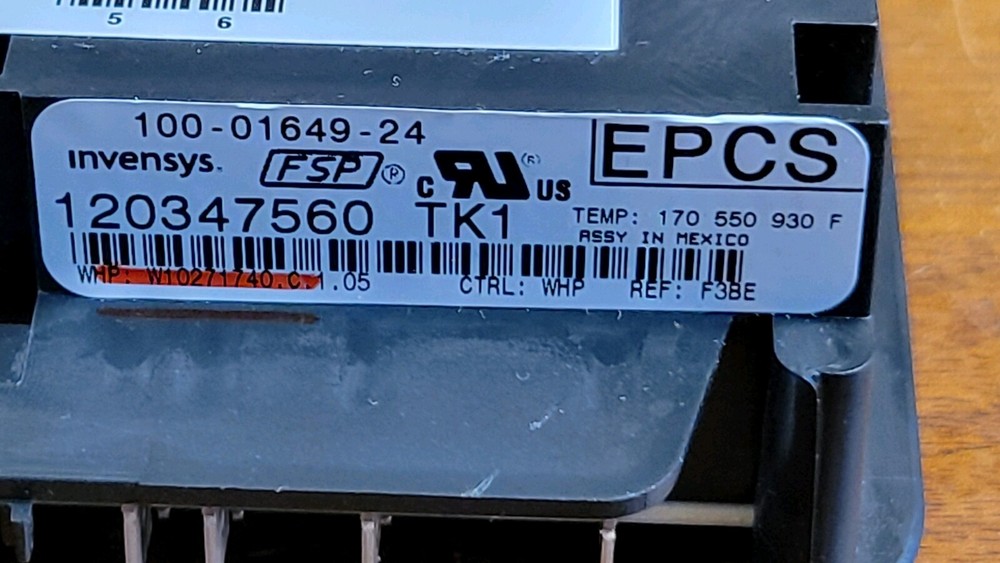 5 6
100-01649-24
invensys. FSP® c RU ® US
EPCS
120347560 TK1
TEMP: 170 550 930 F
ASSY IN MEXICO
WHP: W10271740.C.1.05 CTRL: WHP REF: F3BE